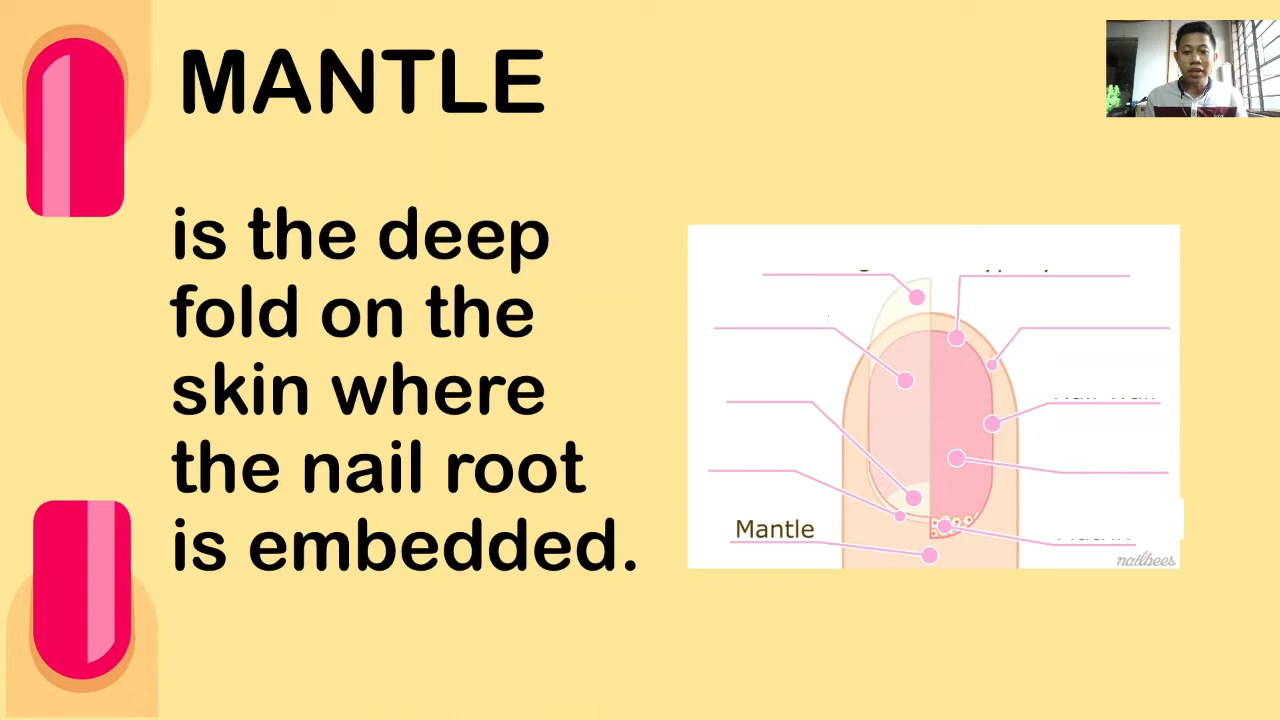 MANTLE
is the deep
fold on the
skin where
the nail root
is embedded.
Mantle
nailbees